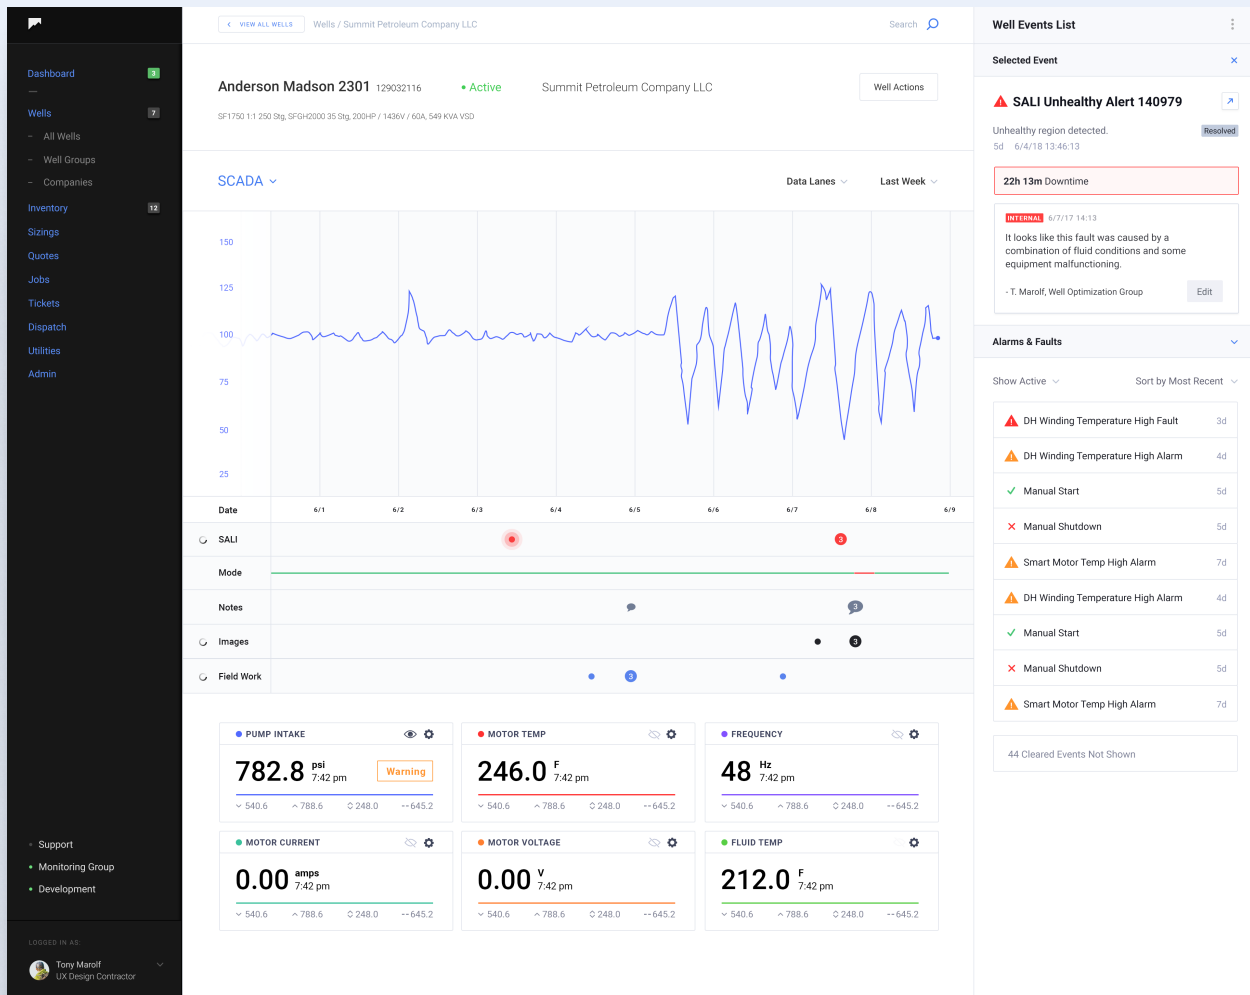 VIEW ALL WELLS
Wells / Summit Petroleum Company LLC
Search
Dashboard 3
Wells 7
All Wells
Well Groups
Companies
Inventory 12
Sizings
Quotes
Jobs
Tickets
Dispatch
Utilities
Admin
Support
Monitoring Group
Development
LOGGED IN AS:
Tony Marolf
UX Design Contractor
Anderson Madson 2301 129032116 • Active Summit Petroleum Company LLC Well Actions
SF1750 1:1 250 Stg, SFGH2000 35 Stg, 200HP / 1436V / 60A, 549 KVA VSD
SCADA Data Lanes Last Week
150
125
100
75
50
25
Date 6/1 6/2 6/3 6/4 6/5 6/6 6/7 6/8 6/9
SALI 3
Mode
Notes 3
Images 3
Field Work 3
PUMP INTAKE
782.8 psi
7:42 pm
Warning
540.6 788.6 248.0 --645.2
MOTOR TEMP
246.0 F
7:42 pm
540.6 788.6 248.0 --645.2
FREQUENCY
48 Hz
7:42 pm
540.6 788.6 248.0 --645.2
MOTOR CURRENT
0.00 amps
7:42 pm
540.6 788.6 248.0 --645.2
MOTOR VOLTAGE
0.00 V
7:42 pm
540.6 788.6 248.0 --645.2
FLUID TEMP
212.0 F
7:42 pm
540.6 788.6 248.0 --645.2
Well Events List
Selected Event
SALI Unhealthy Alert 140979
Unhealthy region detected. Resolved
5d 6/4/18 13:46:13
22h 13m Downtime
INTERNAL 6/7/17 14:13
It looks like this fault was caused by a
combination of fluid conditions and some
equipment malfunctioning.
- T. Marolf, Well Optimization Group Edit
Alarms & Faults
Show Active Sort by Most Recent
DH Winding Temperature High Fault 3d
DH Winding Temperature High Alarm 4d
Manual Start 5d
Manual Shutdown 5d
Smart Motor Temp High Alarm 7d
DH Winding Temperature High Alarm 4d
Manual Start 5d
Manual Shutdown 5d
Smart Motor Temp High Alarm 7d
44 Cleared Events Not Shown